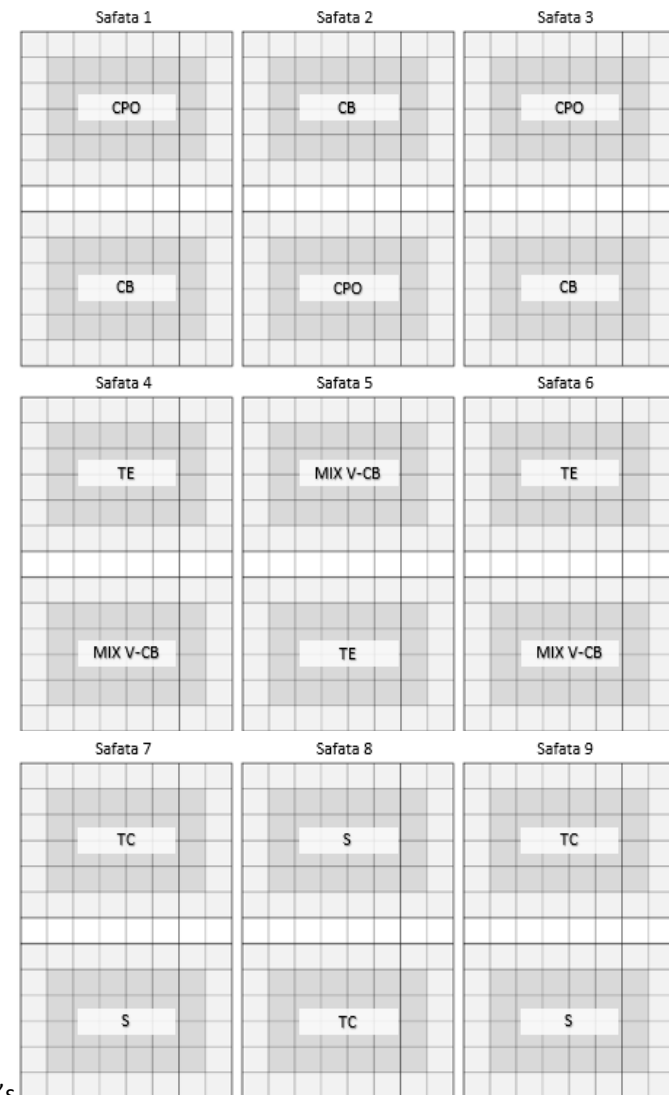 Safata 1 Safata 2 Safata 3
CPO CB CPO
CB CPO CB
Safata 4 Safata 5 Safata 6
TE MIX V-CB TE
MIX V-CB TE MIX V-CB
Safata 7 Safata 8 Safata 9
TC S TC
S TC S
's